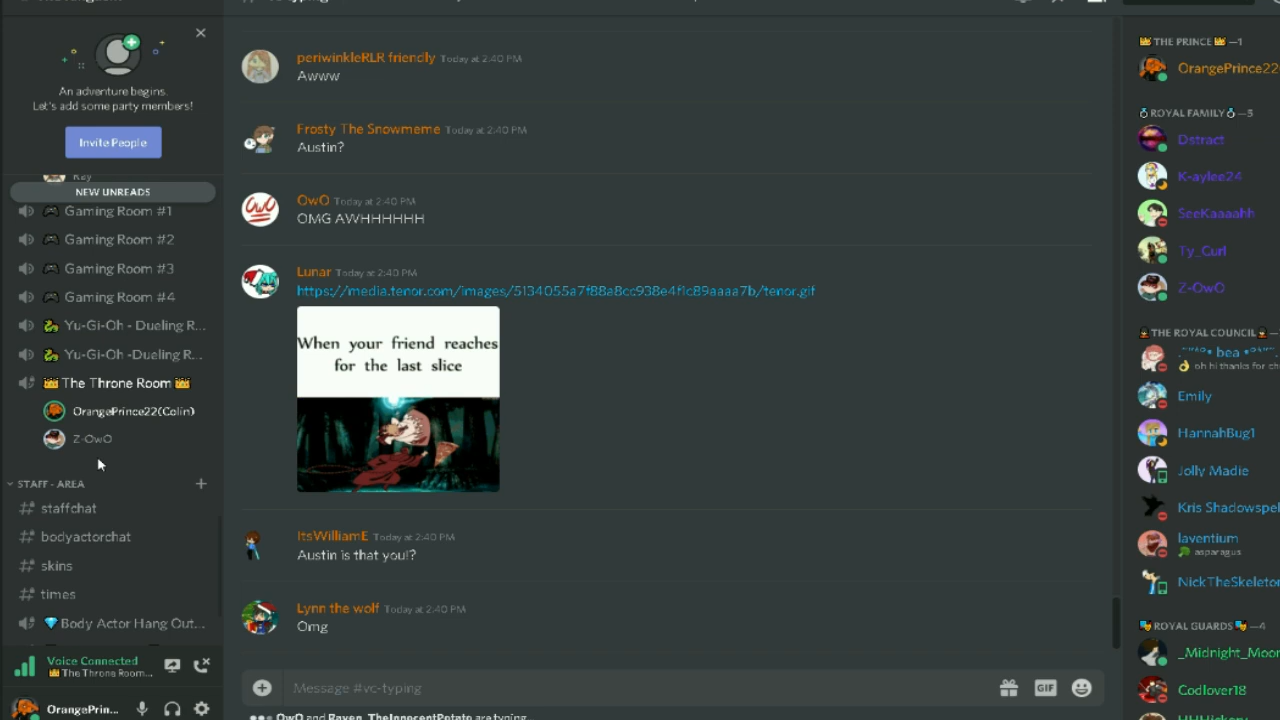 An adventure begins.
Let's add some party members!
Invite People
Ray
NEW UNREADS
Gaming Room #1
Gaming Room #2
Gaming Room #3
Gaming Room #4
Yu-Gi-Oh - Dueling R...
Yu-Gi-Oh -Dueling R...
The Throne Room
OrangePrince22(Colin)
Z-OwO
STAFF - AREA
staffchat
bodyactorchat
skins
times
Body Actor Hang Out...
Voice Connected
The Throne Room...
OrangePrin...
periwinkleRLR friendly Today at 2:40 PM
Awww
Frosty The Snowmeme Today at 2:40 PM
Austin?
OwO Today at 2:40 PM
OMG AWHHHHHH
Lunar Today at 2:40 PM
https://media.tenor.com/images/5134055a7f88a8cc938e4f1c89aaaa7b/tenor.gif
When your friend reaches
for the last slice
ItsWilliamE Today at 2:40 PM
Austin is that you!?
Lynn the wolf Today at 2:40 PM
Omg
Message #vc-typing
GIF
OwO and Raven_TheInnocentPotato are typing
THE PRINCE —1
OrangePrince22
ROYAL FAMILY —5
Dstract
K-aylee24
SeeKaaaahh
Ty_Curl
Z-OwO
THE ROYAL COUNCIL —
bea
oh hi thanks for ch
Emily
HannahBug1
Jolly Madie
Kris Shadowspel
laventium
asparagus
NickTheSkeleton
ROYAL GUARDS —4
_Midnight_Moon
Codlover18